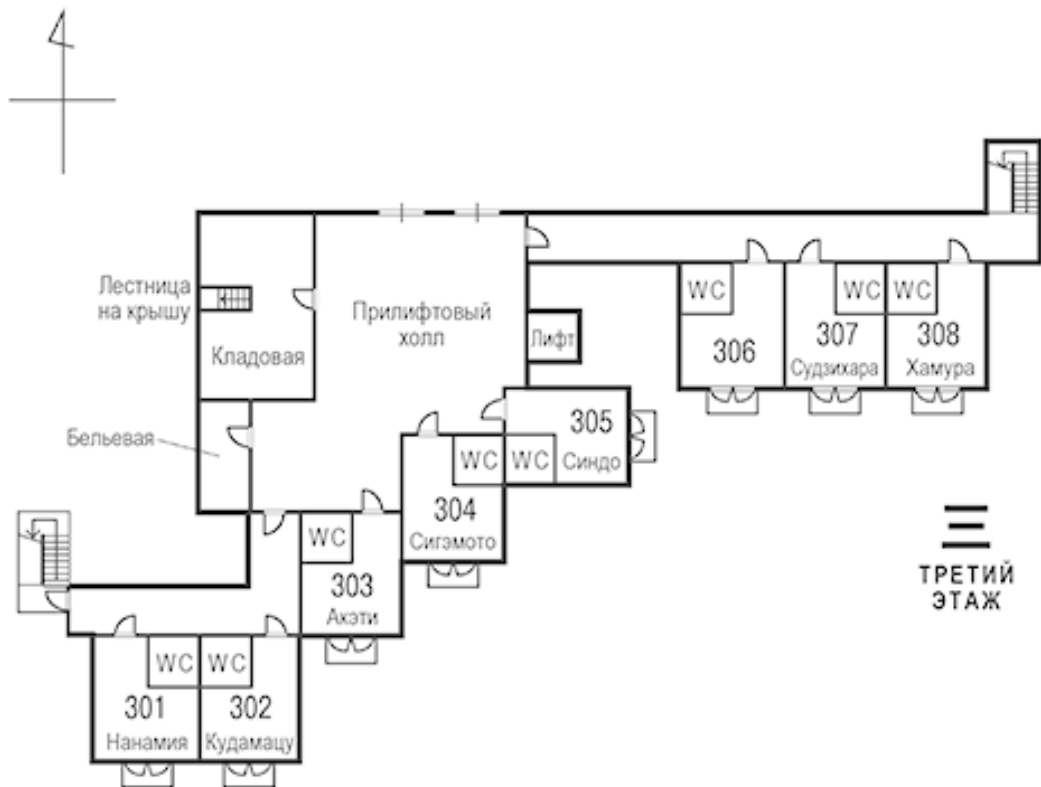 Лестница
на крышу
Кладовая
Прилифтовый
холл
Лифт
Бельевая
WC
306
WC
307
Судзихара
WC
308
Хамура
305
WC
Синдо
WC
304
Сигэмото
WC
303
Акэти
WC
301
Нанамия
WC
302
Кудамацу
三
ТРЕТИЙ
ЭТАЖ